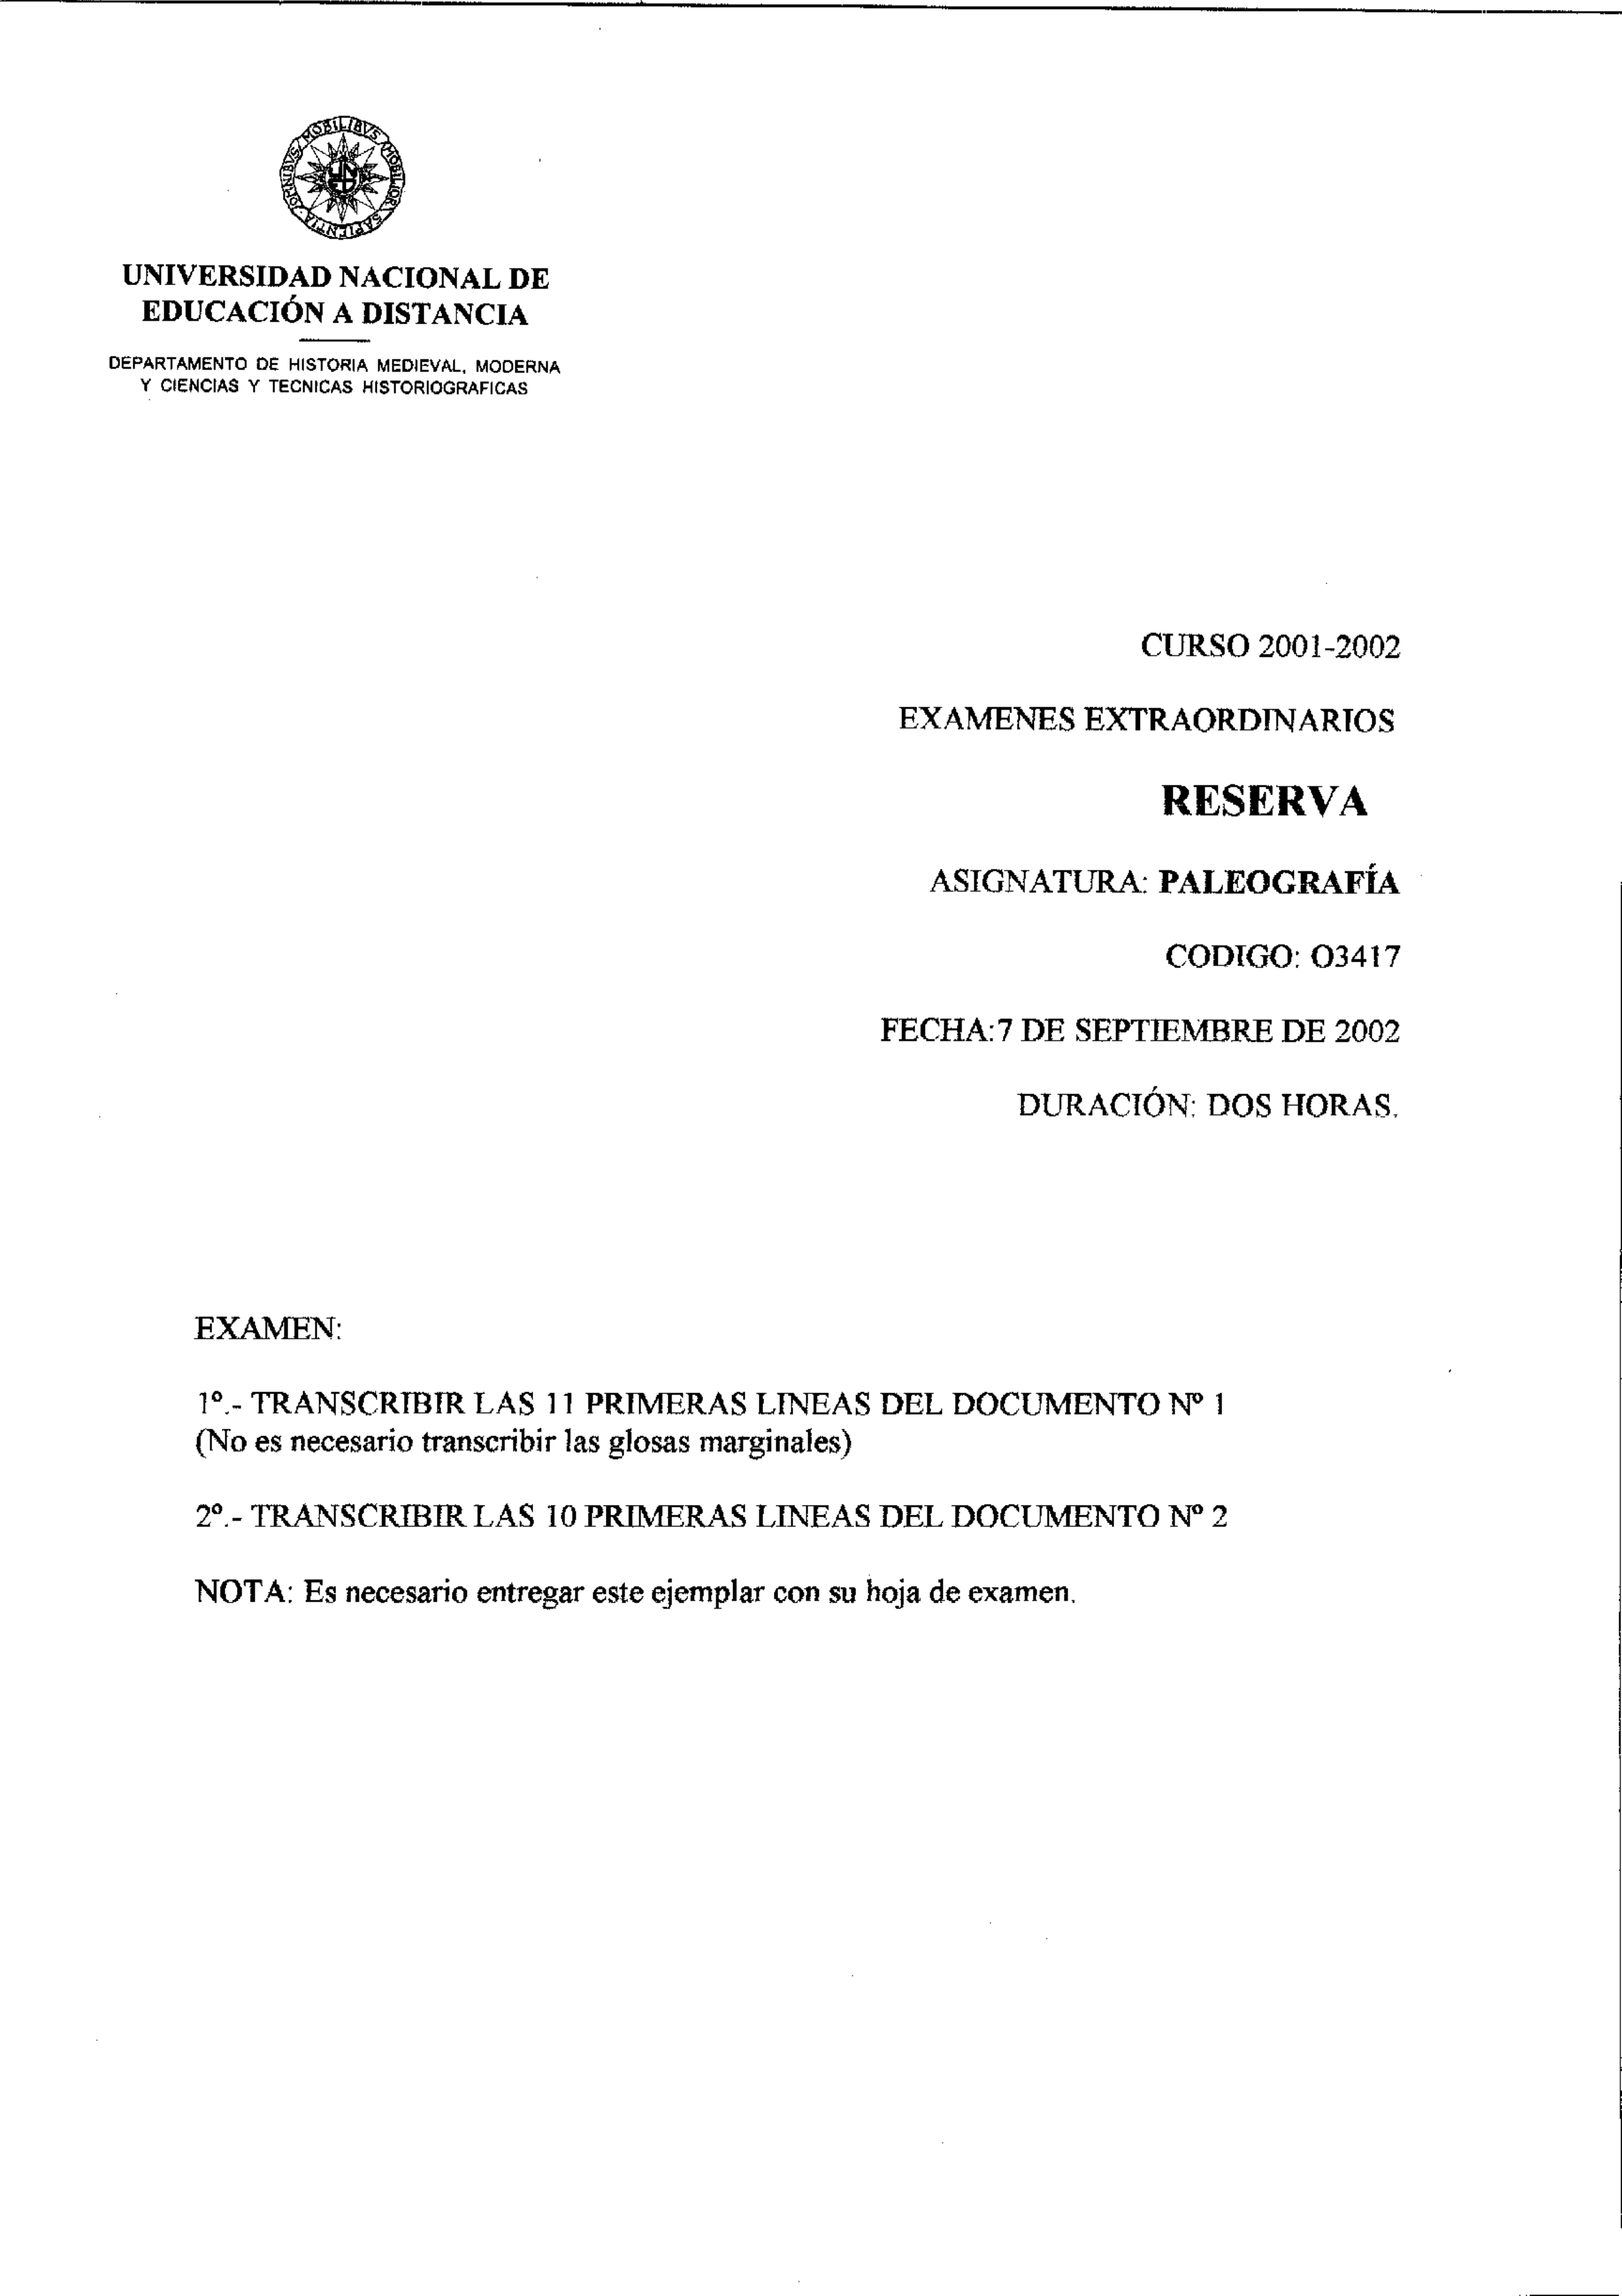 OMNIBVS MOBILIBVS MOBILIOR SAPIENTIA
UNED
UNIVERSIDAD NACIONAL DE
EDUCACIÓN A DISTANCIA
DEPARTAMENTO DE HISTORIA MEDIEVAL, MODERNA
Y CIENCIAS Y TECNICAS HISTORIOGRAFICAS
CURSO 2001-2002
EXAMENES EXTRAORDINARIOS
RESERVA
ASIGNATURA: PALEOGRAFÍA
CODIGO: O3417
FECHA:7 DE SEPTIEMBRE DE 2002
DURACIÓN: DOS HORAS.
EXAMEN:
1º.- TRANSCRIBIR LAS 11 PRIMERAS LINEAS DEL DOCUMENTO Nº 1
(No es necesario transcribir las glosas marginales)
2º.- TRANSCRIBIR LAS 10 PRIMERAS LINEAS DEL DOCUMENTO Nº 2
NOTA: Es necesario entregar este ejemplar con su hoja de examen.